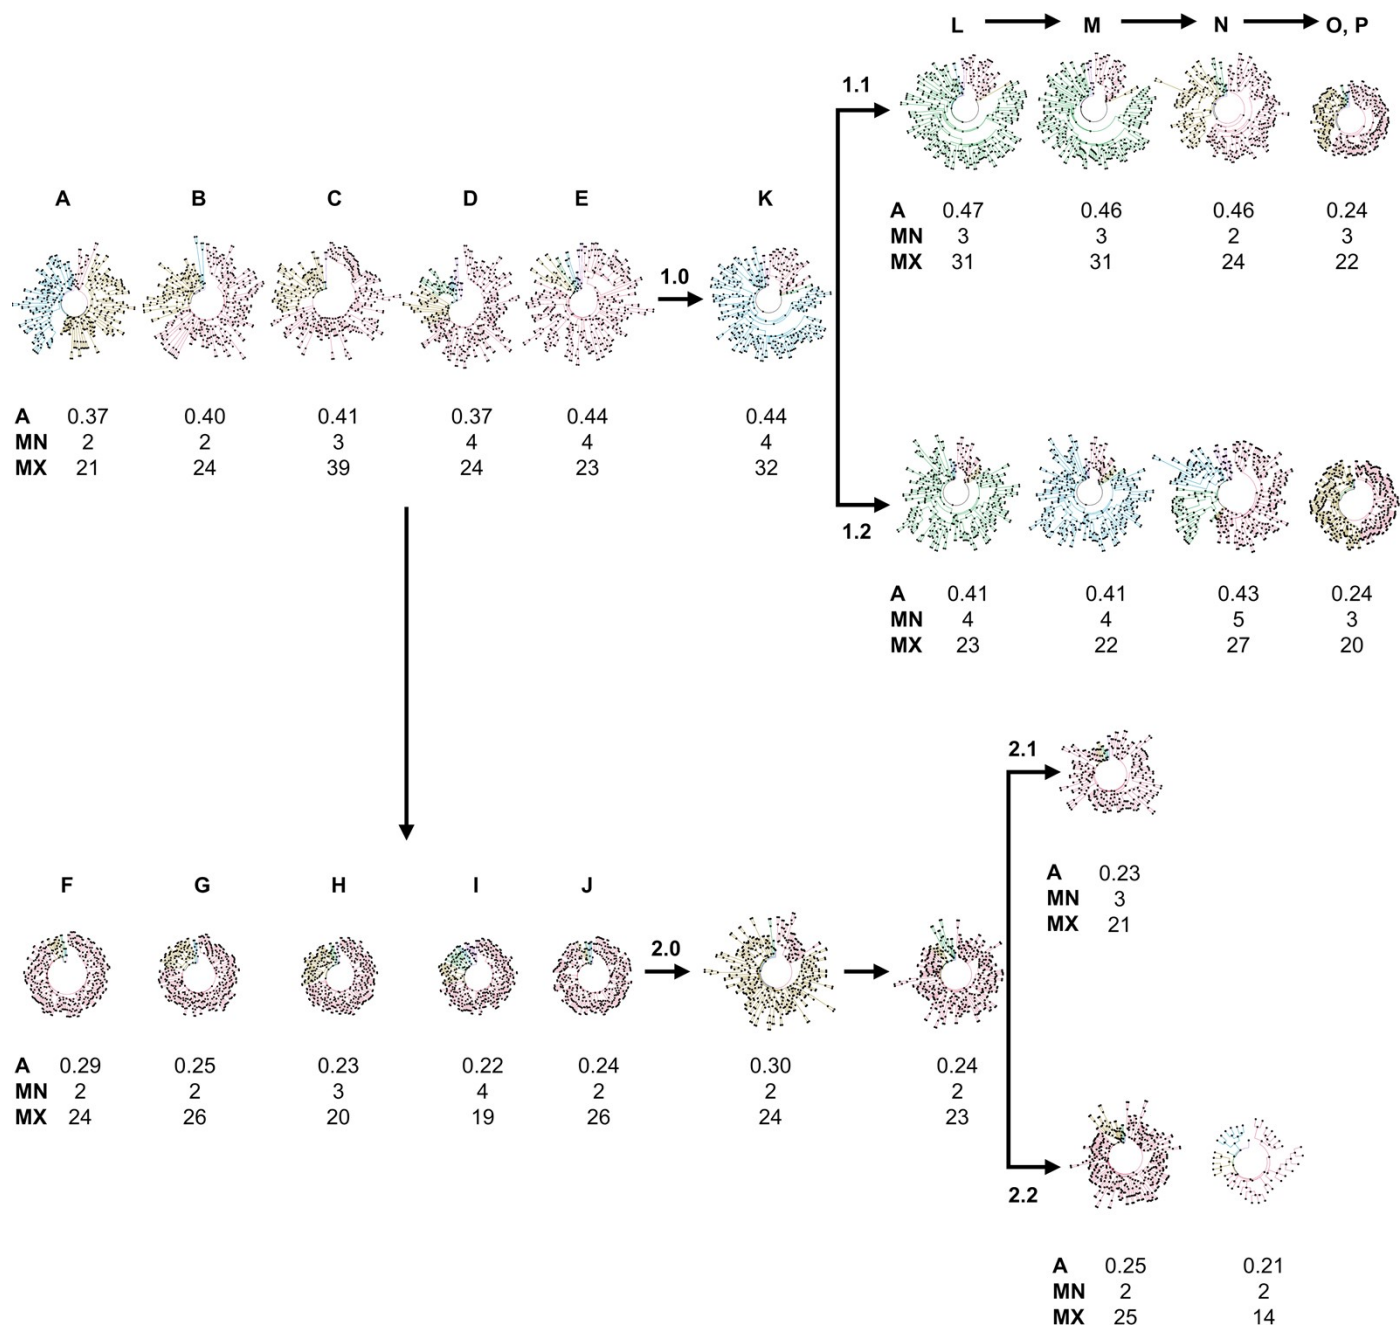 L M N O, P
1.1
A 0.47 0.46 0.46 0.24
MN 3 3 2 3
MX 31 31 24 22
A B C D E K
1.0
A 0.37 0.40 0.41 0.37 0.44 0.44
MN 2 2 3 4 4 4
MX 21 24 39 24 23 32
1.2
A 0.41 0.41 0.43 0.24
MN 4 4 5 3
MX 23 22 27 20
2.1
A 0.23
MN 3
MX 21
F G H I J
2.0
A 0.29 0.25 0.23 0.22 0.24 0.30 0.24
MN 2 2 3 4 2 2 2
MX 24 26 20 19 26 24 23
2.2
A 0.25 0.21
MN 2 2
MX 25 14